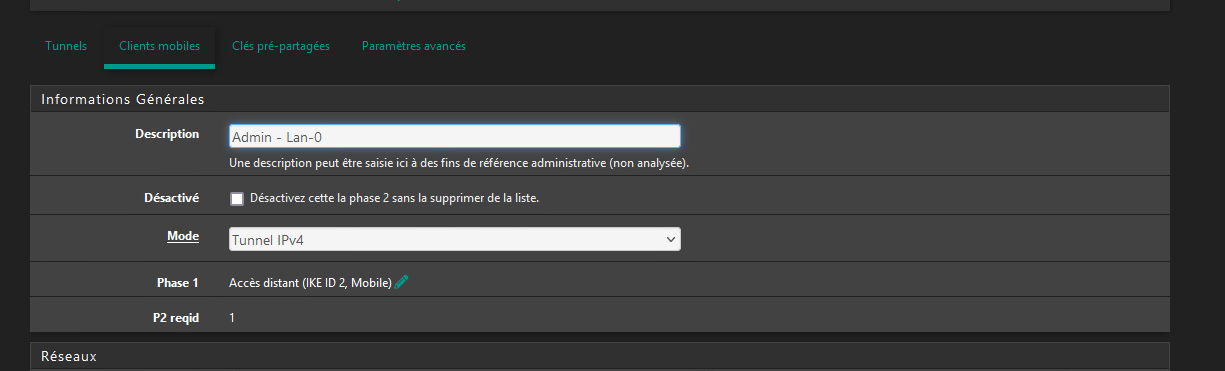 Tunnels Clients mobiles Clés pré-partagées Paramètres avancés
Informations Générales
Description Admin - Lan-0
Une description peut être saisie ici à des fins de référence administrative (non analysée).
Désactivé Désactivez cette la phase 2 sans la supprimer de la liste.
Mode Tunnel IPv4
Phase 1 Accès distant (IKE ID 2, Mobile)
P2 reqid 1
Réseaux